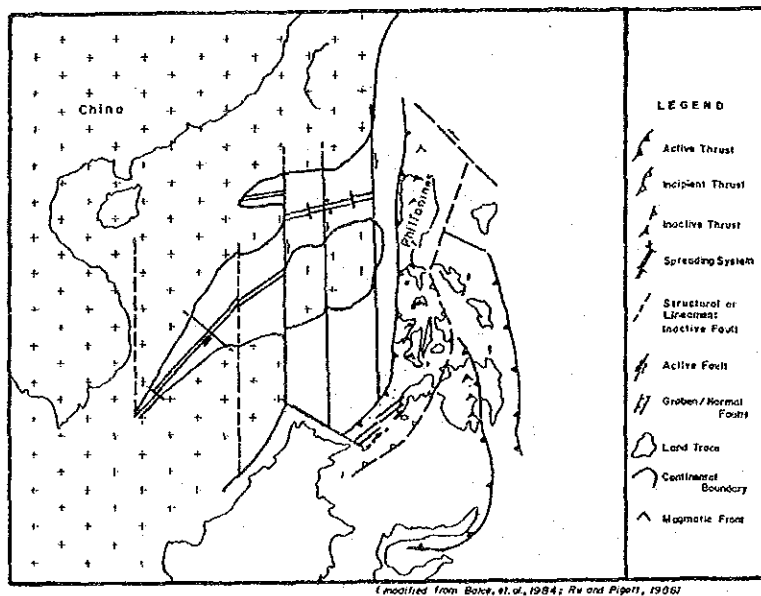 China
Philippines
LEGEND
Active Thrust
Incipient Thrust
Inactive Thrust
Spreading System
Structural or
Lineament
Inactive Fault
Active Fault
Graben/Normal
Faults
Land Trace
Continental
Boundary
Magmatic Front
(modified from et. al., 1984; Ru and Pigott, 1986)